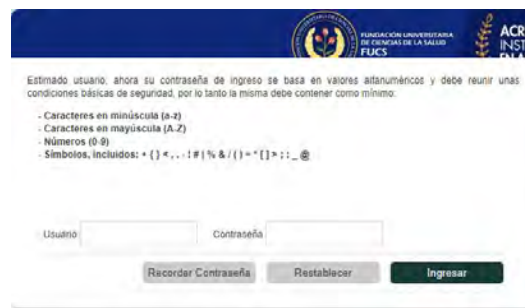 FUNDACIÓN UNIVERSITARIA
DE CIENCIAS DE LA SALUD
FUCS
ACR
INST
EN A
Estimado usuario, ahora su contraseña de ingreso se basa en valores alfanuméricos y debe reunir unas
condiciones básicas de seguridad, por lo tanto la misma debe contener como mínimo:
- Caracteres en minúscula (a-z)
- Caracteres en mayúscula (A-Z)
- Números (0-9)
- Símbolos, incluidos: + { } < , . - ! # | % & / ( ) = * [ ] > ; : _ @
Usuario
Contraseña
Recordar Contraseña
Restablecer
Ingresar